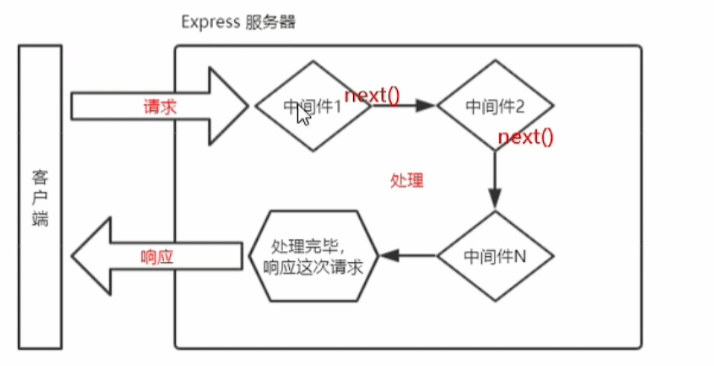 Express 服务器
客户端
请求
中间件1
next()
中间件2
next()
处理
响应
处理完毕，
响应这次请求
中间件N